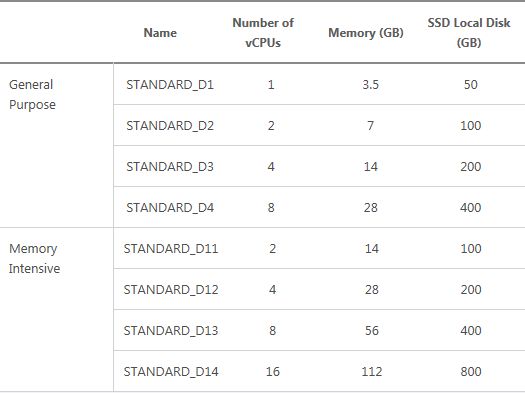 Name Number of vCPUs Memory (GB) SSD Local Disk (GB)
General Purpose STANDARD_D1 1 3.5 50
STANDARD_D2 2 7 100
STANDARD_D3 4 14 200
STANDARD_D4 8 28 400
Memory Intensive STANDARD_D11 2 14 100
STANDARD_D12 4 28 200
STANDARD_D13 8 56 400
STANDARD_D14 16 112 800